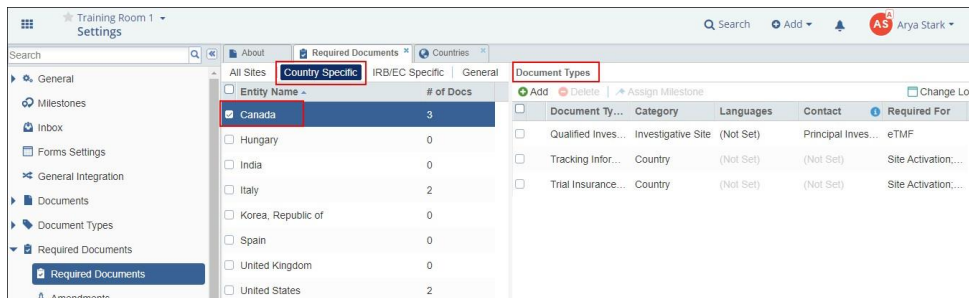 Training Room 1
Settings
Search
Add
A
AS
Arya Stark
Search
About
Required Documents
Countries
General
Milestones
Inbox
Forms Settings
General Integration
Documents
Document Types
Required Documents
Required Documents
Amendments
All Sites
Country Specific
IRB/EC Specific
General
Entity Name
# of Docs
Canada 3
Hungary 0
India 0
Italy 2
Korea, Republic of 0
Spain 0
United Kingdom 0
United States 2
Document Types
Add
Delete
Assign Milestone
Change Lo
Document Ty... Category Languages Contact Required For
Qualified Inves... Investigative Site (Not Set) Principal Inves... eTMF
Tracking Infor... Country (Not Set) (Not Set) Site Activation;...
Trial Insurance... Country (Not Set) (Not Set) Site Activation;...